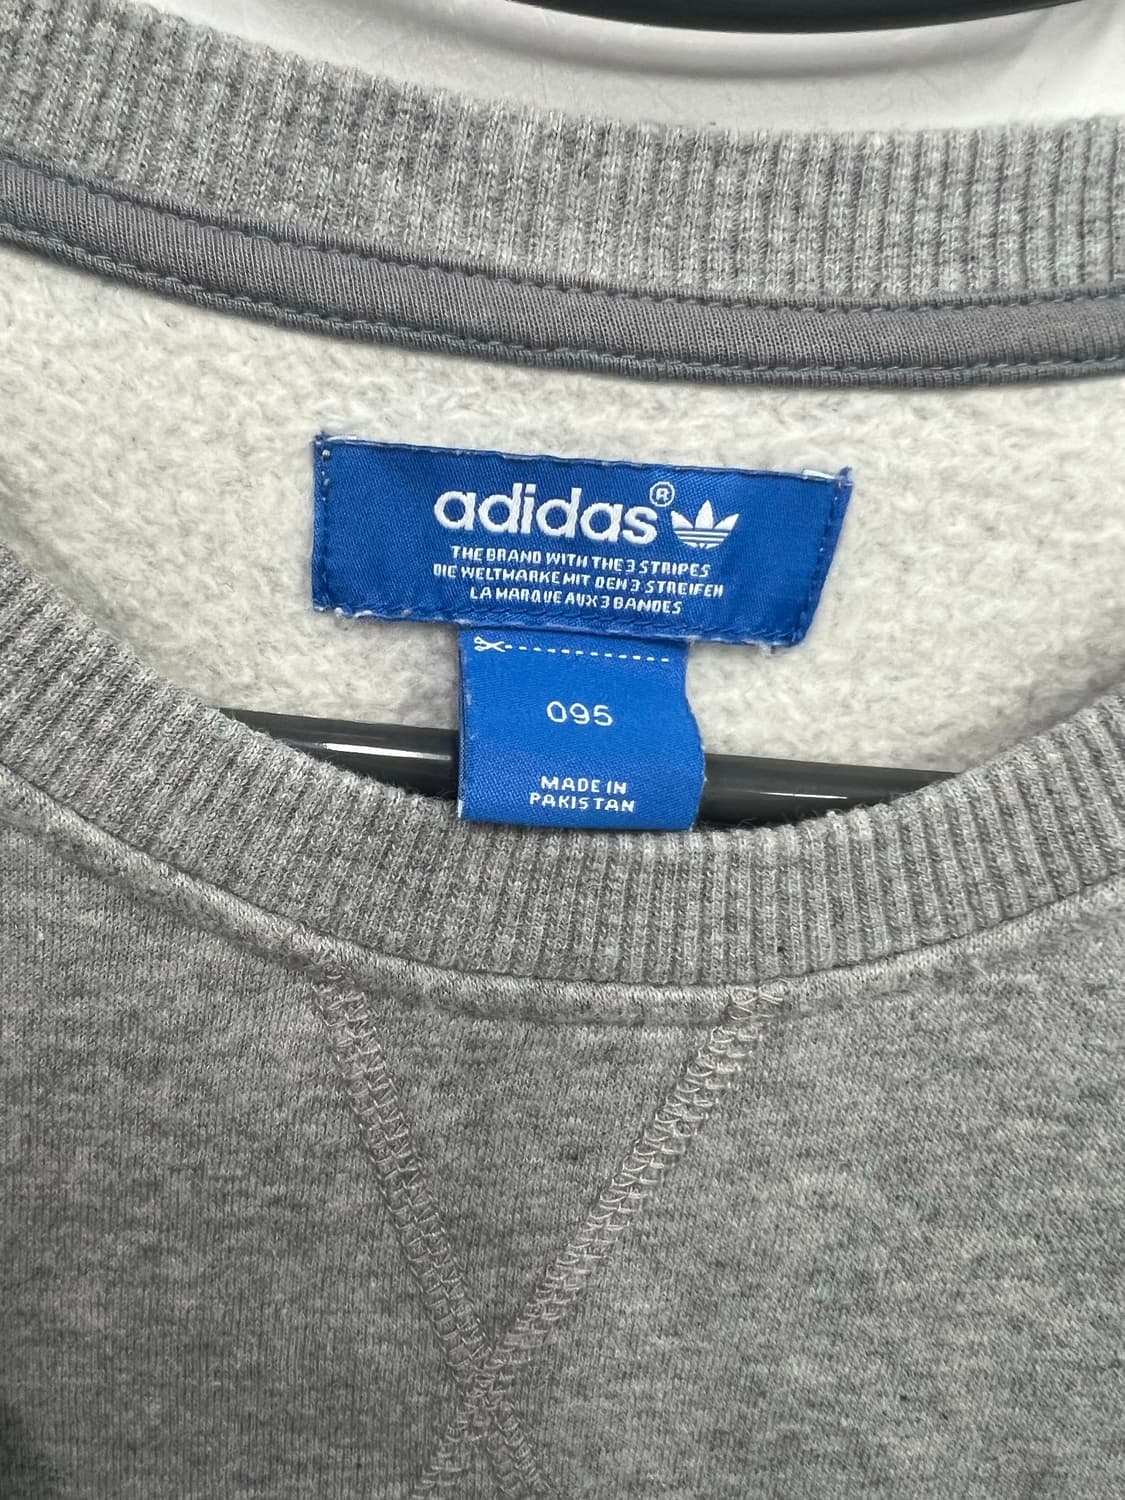 adidas®
THE BRAND WITH THE 3 STRIPES
DIE WELTMARKE MIT DEN 3 STREIFEN
LA MARQUE AUX 3 BANDES
095
MADE IN
PAKISTAN